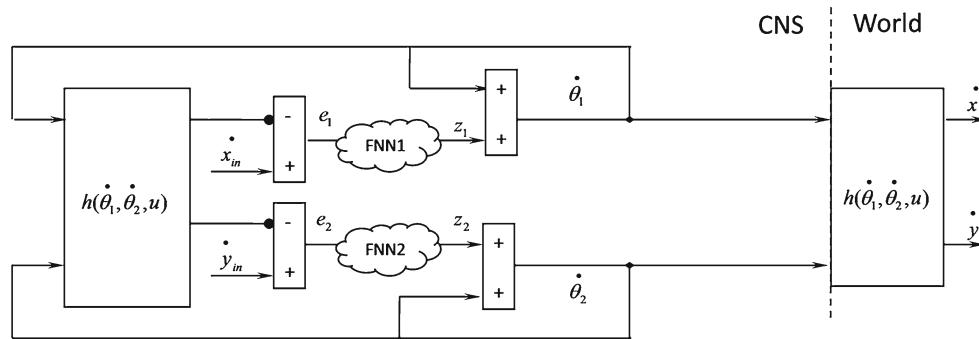 CNS World
h(θ̇₁,θ̇₂,u)
-
+
ẋᵢₙ
e₁
FNN1
z₁
+
+
θ̇₁
-
+
ẏᵢₙ
e₂
FNN2
z₂
+
+
θ̇₂
h(θ̇₁,θ̇₂,u)
ẋ
ẏ